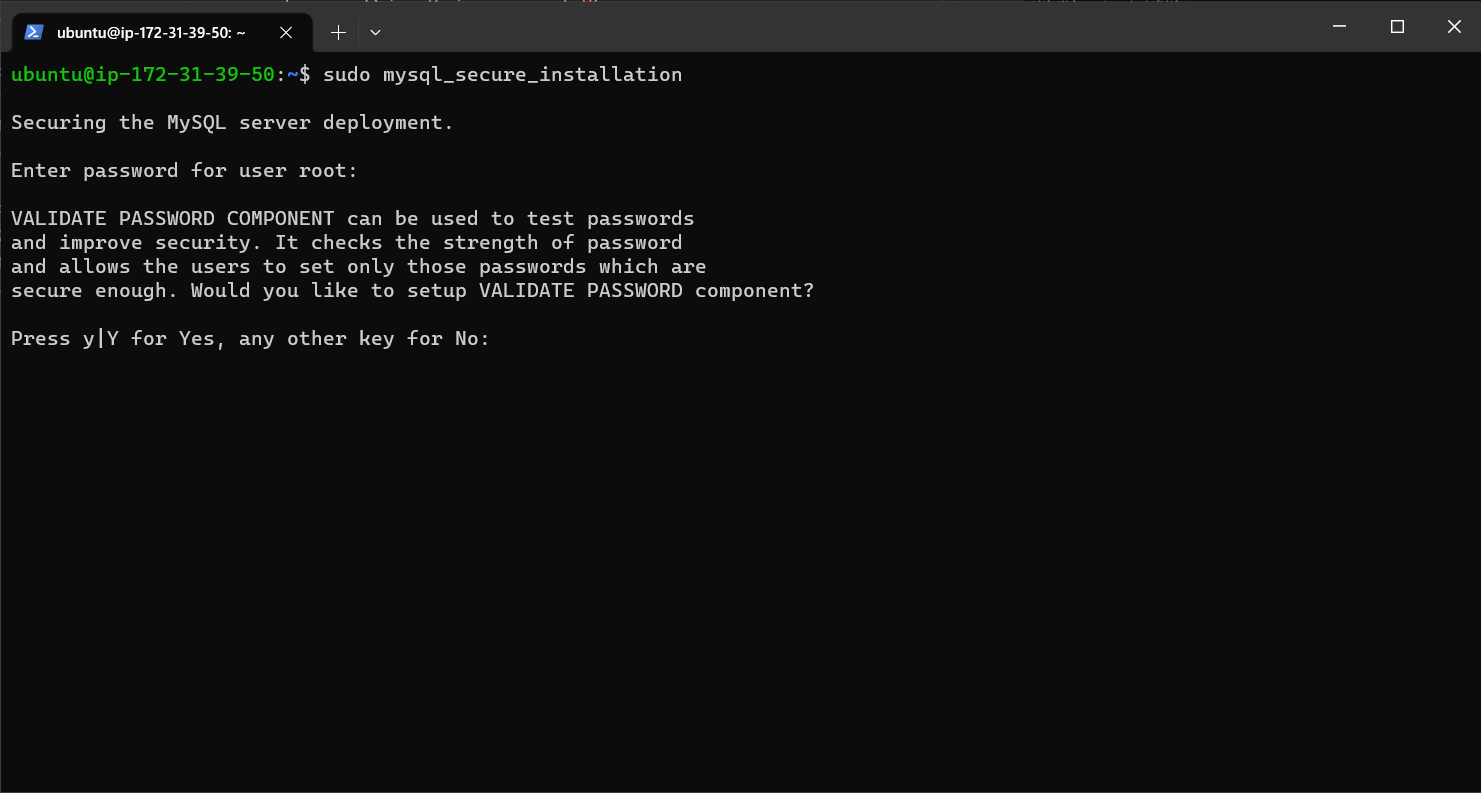 ubuntu@ip-172-31-39-50: ~
ubuntu@ip-172-31-39-50:~$ sudo mysql_secure_installation
Securing the MySQL server deployment.
Enter password for user root:
VALIDATE PASSWORD COMPONENT can be used to test passwords
and improve security. It checks the strength of password
and allows the users to set only those passwords which are
secure enough. Would you like to setup VALIDATE PASSWORD component?
Press y|Y for Yes, any other key for No: